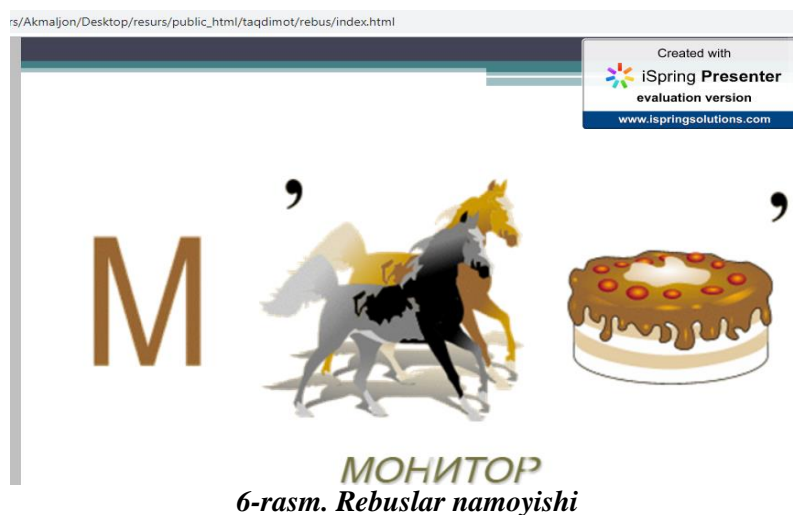 rs/Akmaljon/Desktop/resurs/public_html/taqdimot/rebus/index.html
Created with
iSpring Presenter
evaluation version
www.ispringsolutions.com
М , ,
МОНИТОР
6-rasm. Rebuslar namoyishi